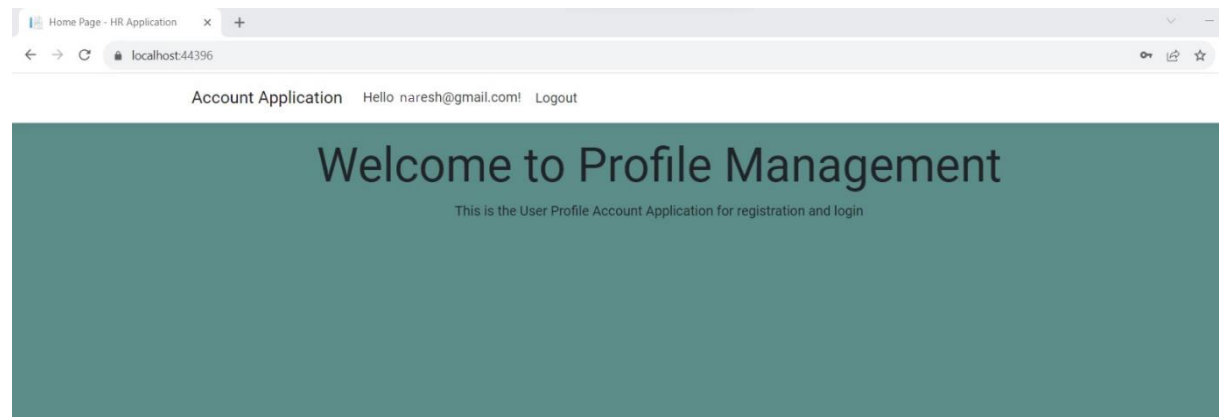 Home Page - HR Application
localhost:44396
Account Application Hello naresh@gmail.com! Logout
Welcome to Profile Management
This is the User Profile Account Application for registration and login